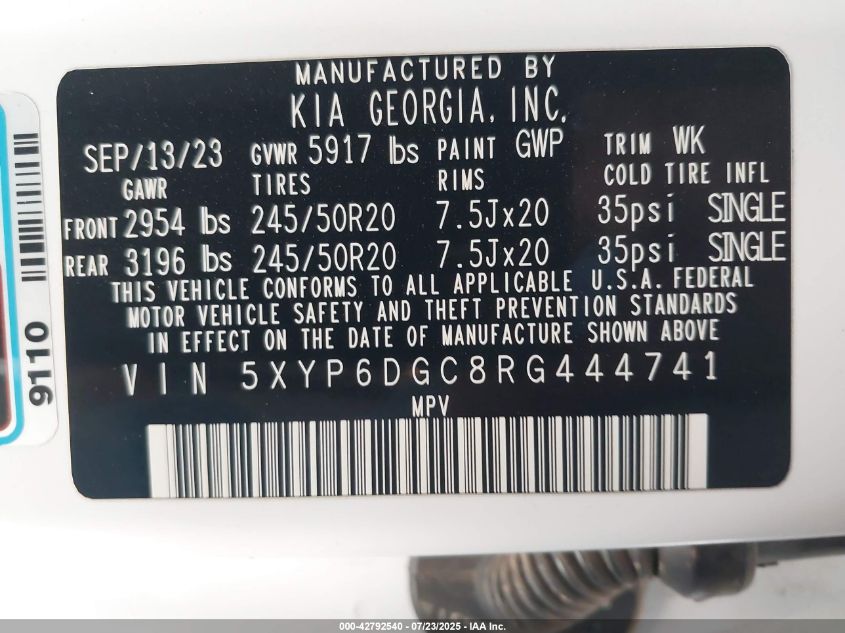 MANUFACTURED BY
KIA GEORGIA, INC.
SEP/13/23 GVWR 5917 lbs PAINT GWP TRIM WK
GAWR TIRES RIMS COLD TIRE INFL
FRONT 2954 lbs 245/50R20 7.5Jx20 35psi SINGLE
REAR 3196 lbs 245/50R20 7.5Jx20 35psi SINGLE
THIS VEHICLE CONFORMS TO ALL APPLICABLE U.S.A. FEDERAL
MOTOR VEHICLE SAFETY AND THEFT PREVENTION STANDARDS
IN EFFECT ON THE DATE OF MANUFACTURE SHOWN ABOVE
VIN 5XYP6DGC8RG444741
MPV
9110
000-42792540 - 07/23/2025 - IAA Inc.